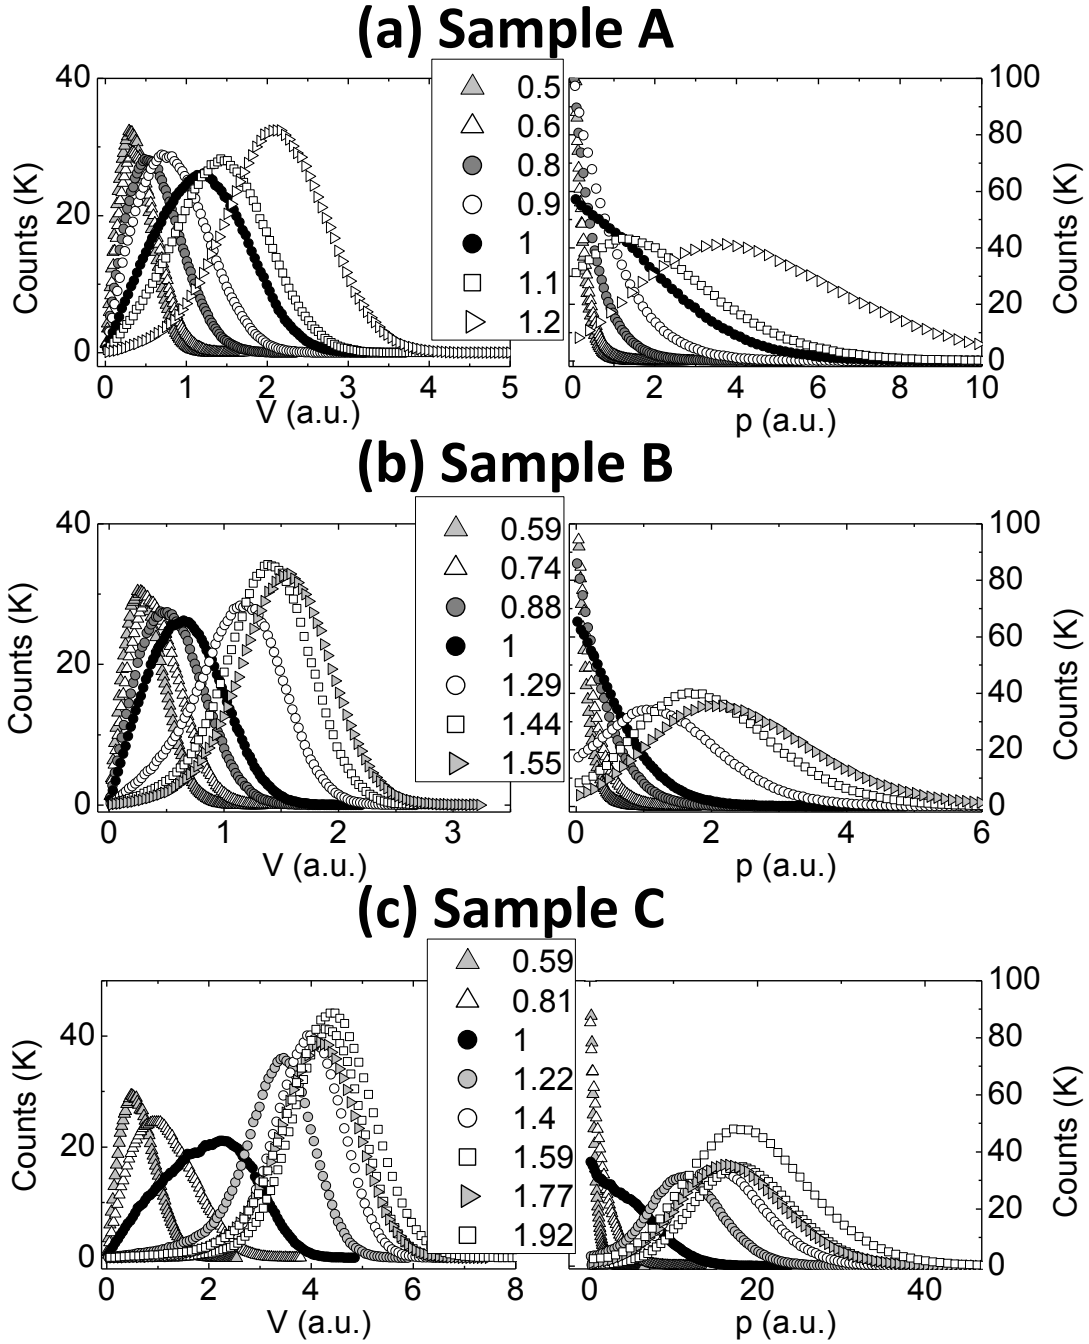 (a) Sample A
40
20
0
Counts (K)
0 1 2 3 4 5
V (a.u.)
0.5
0.6
0.8
0.9
1
1.1
1.2
100
80
60
40
20
0
Counts (K)
0 2 4 6 8 10
p (a.u.)
(b) Sample B
40
20
0
Counts (K)
0 1 2 3
V (a.u.)
0.59
0.74
0.88
1
1.29
1.44
1.55
100
80
60
40
20
0
Counts (K)
0 2 4 6
p (a.u.)
(c) Sample C
40
20
0
Counts (K)
0 2 4 6 8
V (a.u.)
0.59
0.81
1
1.22
1.4
1.59
1.77
1.92
100
80
60
40
20
0
Counts (K)
0 20 40
p (a.u.)